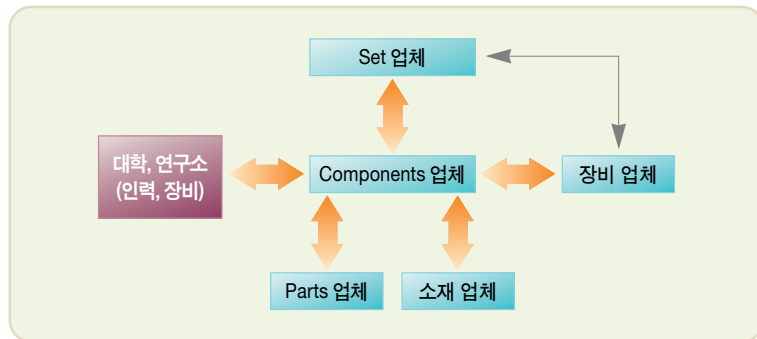 Set 업체
대학, 연구소
(인력, 장비)
Components 업체
장비 업체
Parts 업체
소재 업체